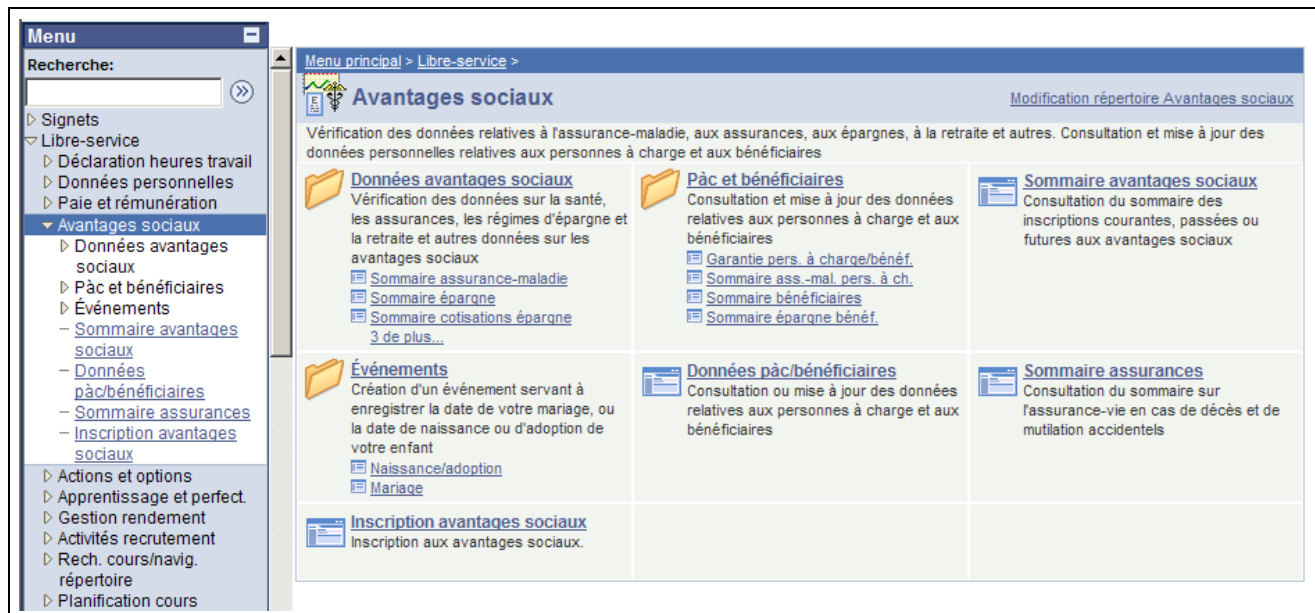 Menu
Recherche:
Signets
Libre-service
Déclaration heures travail
Données personnelles
Paie et rémunération
Avantages sociaux
Données avantages
sociaux
Pàc et bénéficiaires
Événements
Sommaire avantages
sociaux
Données
pàc/bénéficiaires
Sommaire assurances
Inscription avantages
sociaux
Actions et options
Apprentissage et perfect.
Gestion rendement
Activités recrutement
Rech. cours/navig.
répertoire
Planification cours
Menu principal > Libre-service >
Avantages sociaux
Modification répertoire Avantages sociaux
Vérification des données relatives à l'assurance-maladie, aux assurances, aux épargnes, à la retraite et autres. Consultation et mise à jour des
données personnelles relatives aux personnes à charge et aux bénéficiaires
Données avantages sociaux
Vérification des données sur la santé,
les assurances, les régimes d'épargne et
la retraite et autres données sur les
avantages sociaux
Sommaire assurance-maladie
Sommaire épargne
Sommaire cotisations épargne
3 de plus...
Pàc et bénéficiaires
Consultation et mise à jour des données
relatives aux personnes à charge et aux
bénéficiaires
Garantie pers. à charge/bénéf.
Sommaire ass.-mal. pers. à ch.
Sommaire bénéficiaires
Sommaire épargne bénéf.
Sommaire avantages sociaux
Consultation du sommaire des
inscriptions courantes, passées ou
futures aux avantages sociaux
Événements
Création d'un événement servant à
enregistrer la date de votre mariage, ou
la date de naissance ou d'adoption de
votre enfant
Naissance/adoption
Mariage
Données pàc/bénéficiaires
Consultation ou mise à jour des données
relatives aux personnes à charge et aux
bénéficiaires
Sommaire assurances
Consultation du sommaire sur
l'assurance-vie en cas de décès et de
mutilation accidentels
Inscription avantages sociaux
Inscription aux avantages sociaux.